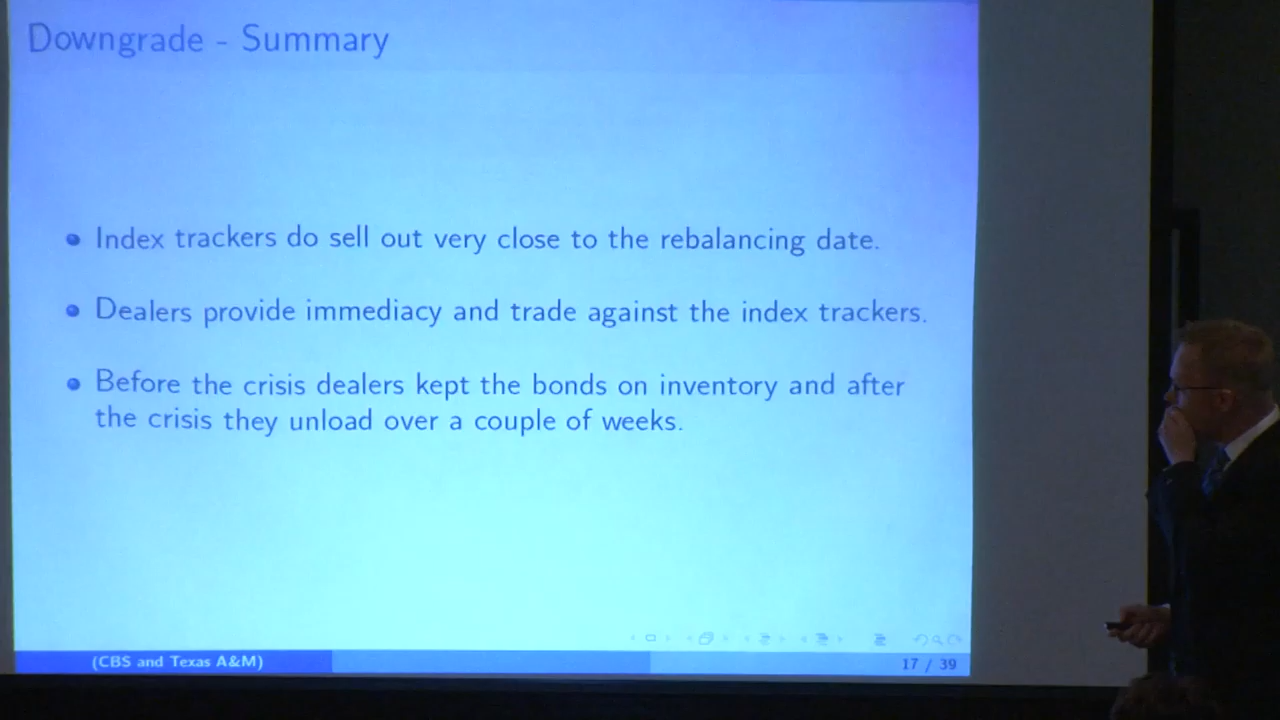 Downgrade - Summary
Index trackers do sell out very close to the rebalancing date.
Dealers provide immediacy and trade against the index trackers.
Before the crisis dealers kept the bonds on inventory and after
the crisis they unload over a couple of weeks.
(CBS and Texas A&M)
17 / 39